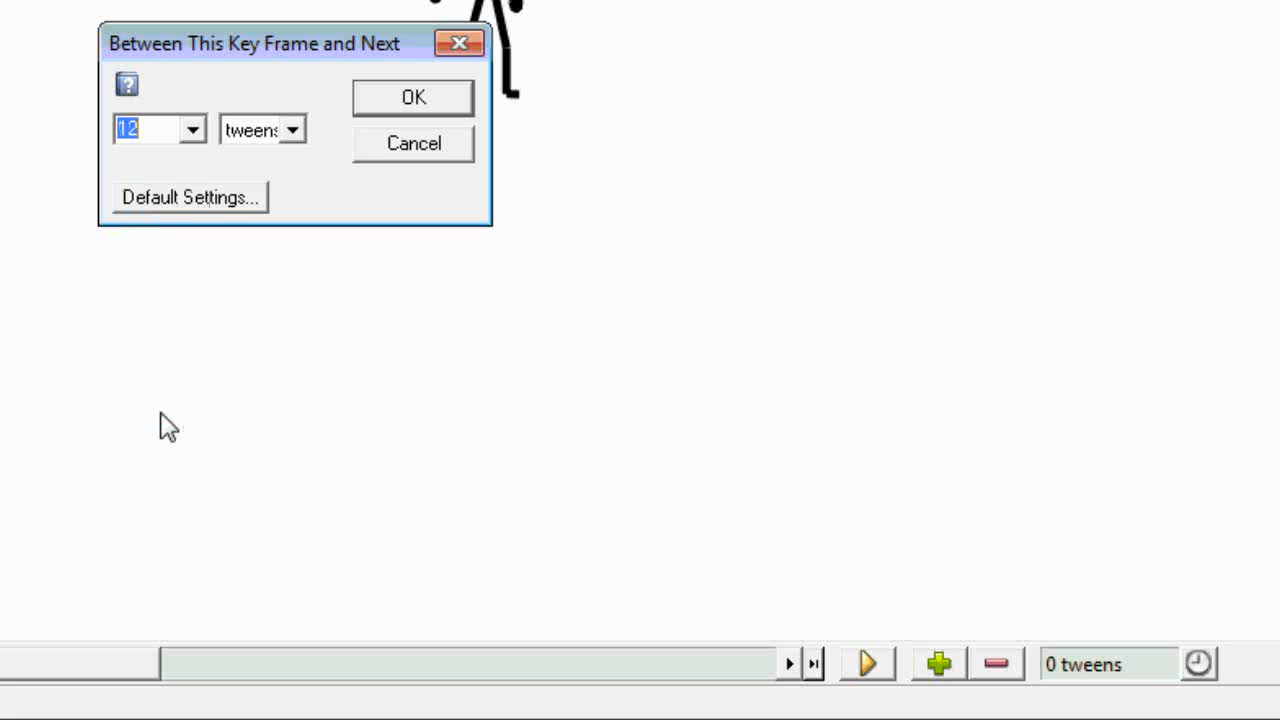 Between This Key Frame and Next
OK
12
tweens
Cancel
Default Settings...
0 tweens